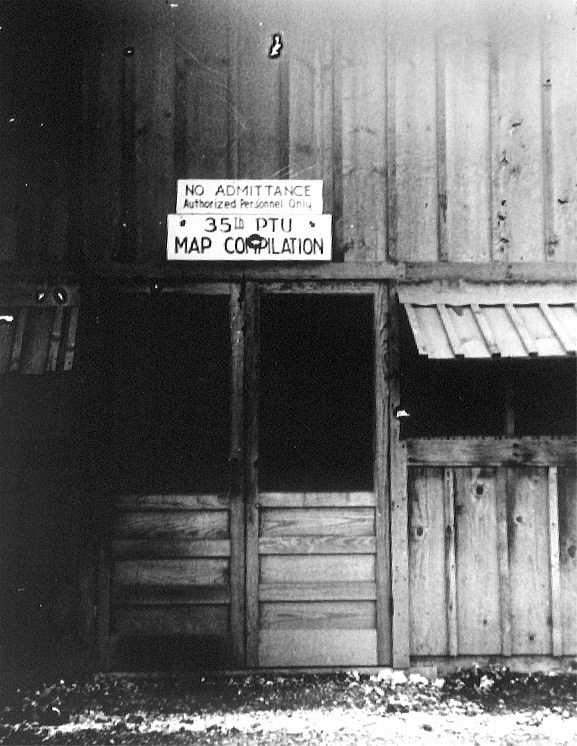 NO ADMITTANCE
Authorized Personnel Only
35th PTU
MAP COMPILATION